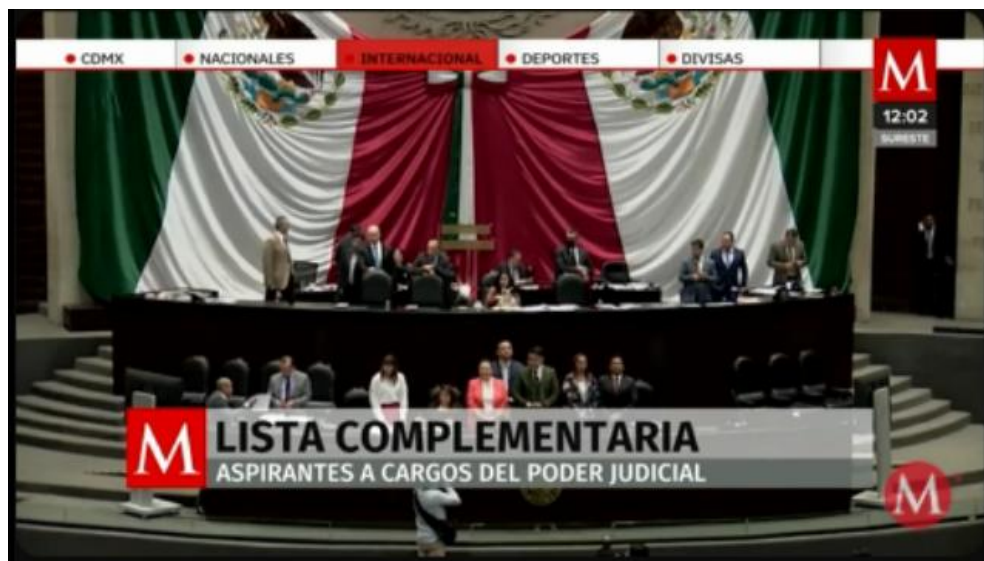 CDMX
NACIONALES
INTERNACIONAL
DEPORTES
DIVISAS
M
12:02
SURESTE
M
LISTA COMPLEMENTARIA
ASPIRANTES A CARGOS DEL PODER JUDICIAL
M